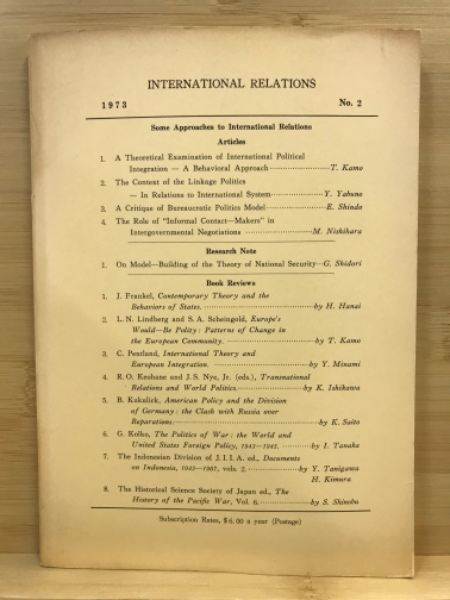 INTERNATIONAL RELATIONS
1973 No. 2
Some Approaches to International Relations
Articles
1. A Theoretical Examination of International Political
Integration — A Behavioral Approach T. Kamo
2. The Context of the Linkage Politics
— In Relations to International System Y. Yabuno
3. A Critique of Bureaucratic Politics Model E. Shindo
4. The Role of "Informal Contact—Makers" in
Intergovernmental Negotiations M. Nishihara
Research Note
1. On Model—Building of the Theory of National Security—G. Shidori
Book Reviews
1. J. Frankel, Contemporary Theory and the
Behaviors of States. by H. Hanai
2. L. N. Lindberg and S. A. Scheingold, Europe's
Would—Be Polity: Patterns of Change in
the European Community. by T. Kamo
3. C. Pentland, International Theory and
European Integration. by Y. Minami
4. R. O. Keohane and J. S. Nye, Jr. (eds.), Transnational
Relations and World Politics. by K. Ishikawa
5. B. Kuklick, American Policy and the Division
of Germany: the Clash with Russia over
Reparations by K. Saito
6. G. Kolko, The Politics of War: the World and
United States Foreign Policy, 1943—1945. by I. Tanaka
7. The Indonesian Division of J. I. I. A. ed., Documents
on Indonesia, 1943—1967, vols. 2. by Y. Tanigawa
H. Kimura
8. The Historical Science Society of Japan ed., The
History of the Pacific War, Vol. 6. by S. Shinobu
Subscription Rates, $6.00 a year (Postage)